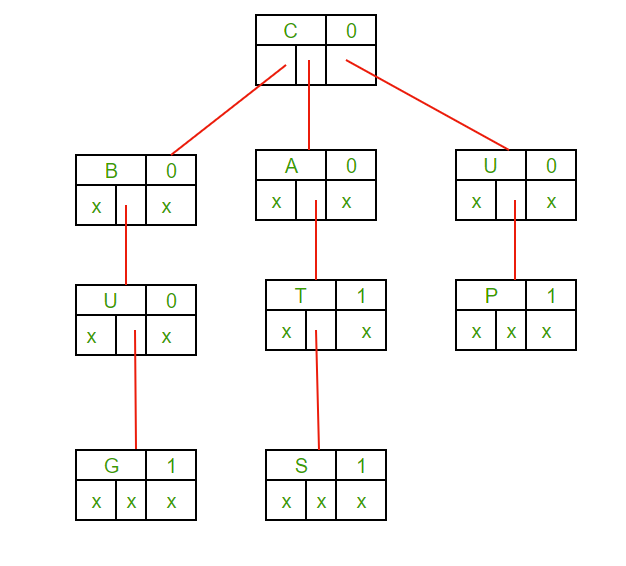 C 0
B 0 A 0 U 0
x x x x x x
U 0 T 1 P 1
x x x x x x x
G 1 S 1
x x x x x x